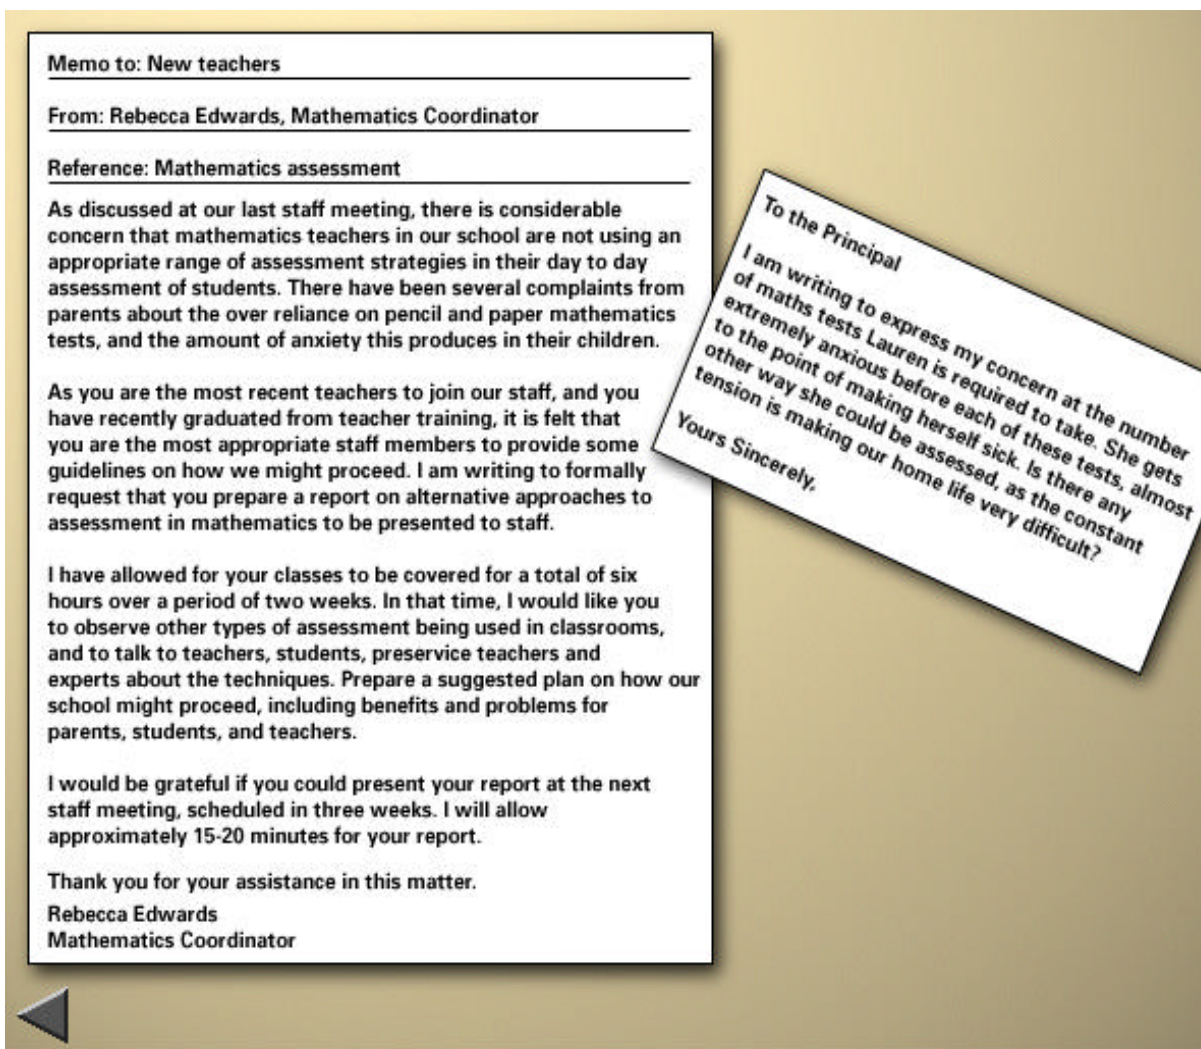 Memo to: New teachers
From: Rebecca Edwards, Mathematics Coordinator
Reference: Mathematics assessment
As discussed at our last staff meeting, there is considerable
concern that mathematics teachers in our school are not using an
appropriate range of assessment strategies in their day to day
assessment of students. There have been several complaints from
parents about the over reliance on pencil and paper mathematics
tests, and the amount of anxiety this produces in their children.
As you are the most recent teachers to join our staff, and you
have recently graduated from teacher training, it is felt that
you are the most appropriate staff members to provide some
guidelines on how we might proceed. I am writing to formally
request that you prepare a report on alternative approaches to
assessment in mathematics to be presented to staff.
I have allowed for your classes to be covered for a total of six
hours over a period of two weeks. In that time, I would like you
to observe other types of assessment being used in classrooms,
and to talk to teachers, students, preservice teachers and
experts about the techniques. Prepare a suggested plan on how our
school might proceed, including benefits and problems for
parents, students, and teachers.
I would be grateful if you could present your report at the next
staff meeting, scheduled in three weeks. I will allow
approximately 15-20 minutes for your report.
Thank you for your assistance in this matter.
Rebecca Edwards
Mathematics Coordinator
To the Principal
I am writing to express my concern at the number
of maths tests Lauren is required to take. She gets
extremely anxious before each of these tests, almost
to the point of making herself sick. Is there any
other way she could be assessed, as the constant
tension is making our home life very difficult?
Yours Sincerely,